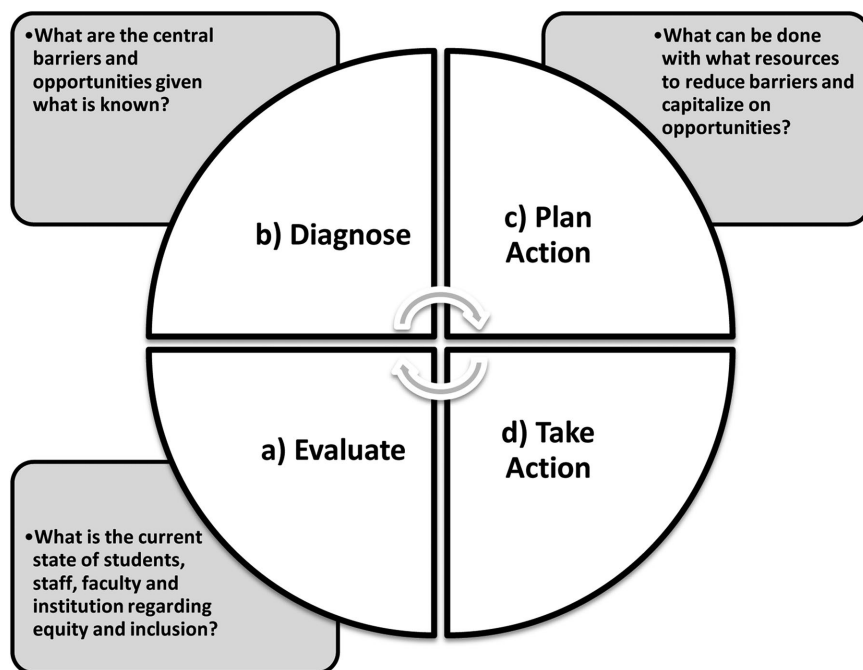 •What are the central
barriers and
opportunities given
what is known?
•What can be done
with what resources
to reduce barriers and
capitalize on
opportunities?
b) Diagnose
c) Plan
Action
a) Evaluate
d) Take
Action
•What is the current
state of students,
staff, faculty and
institution regarding
equity and inclusion?